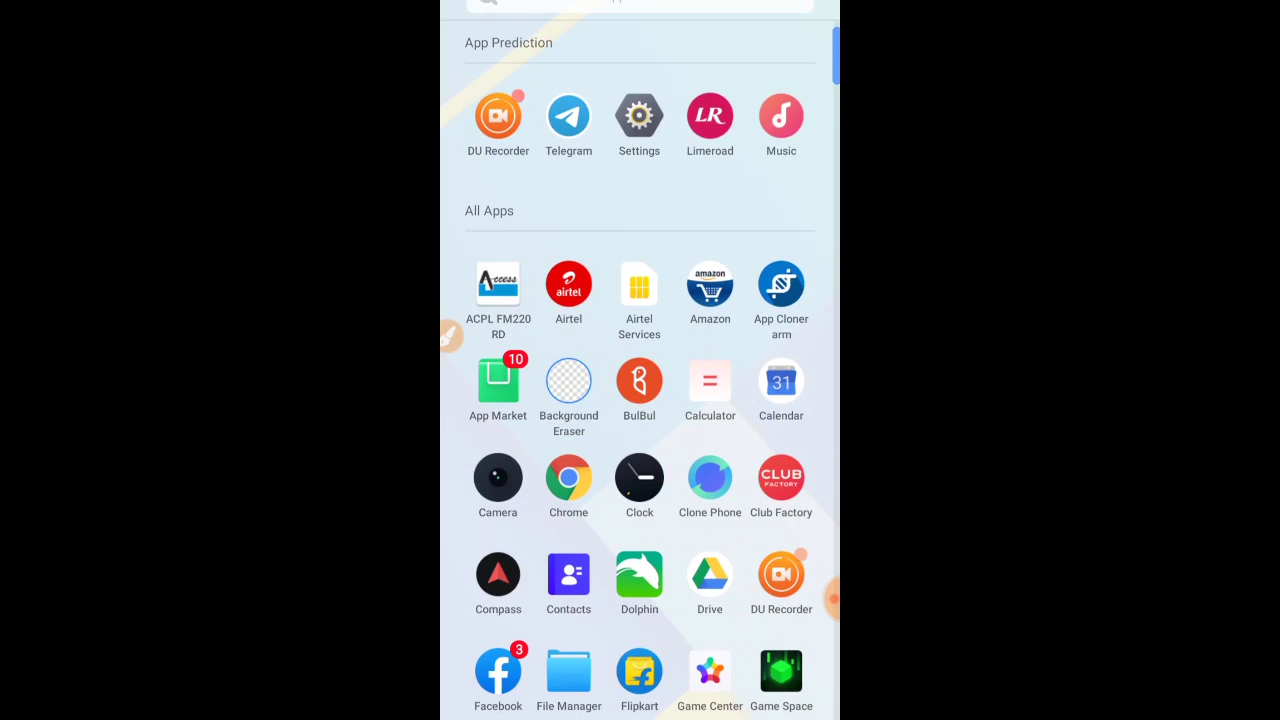 App Prediction
DU Recorder
Telegram
Settings
LR
Limeroad
Music
All Apps
Access
ACPL FM220
RD
airtel
Airtel
Airtel
Services
amazon
Amazon
App Cloner
arm
10
App Market
Background
Eraser
BulBul
Calculator
31
Calendar
Camera
Chrome
Clock
Clone Phone
CLUB
FACTORY
Club Factory
Compass
Contacts
Dolphin
Drive
DU Recorder
3
Facebook
File Manager
Flipkart
Game Center
Game Space